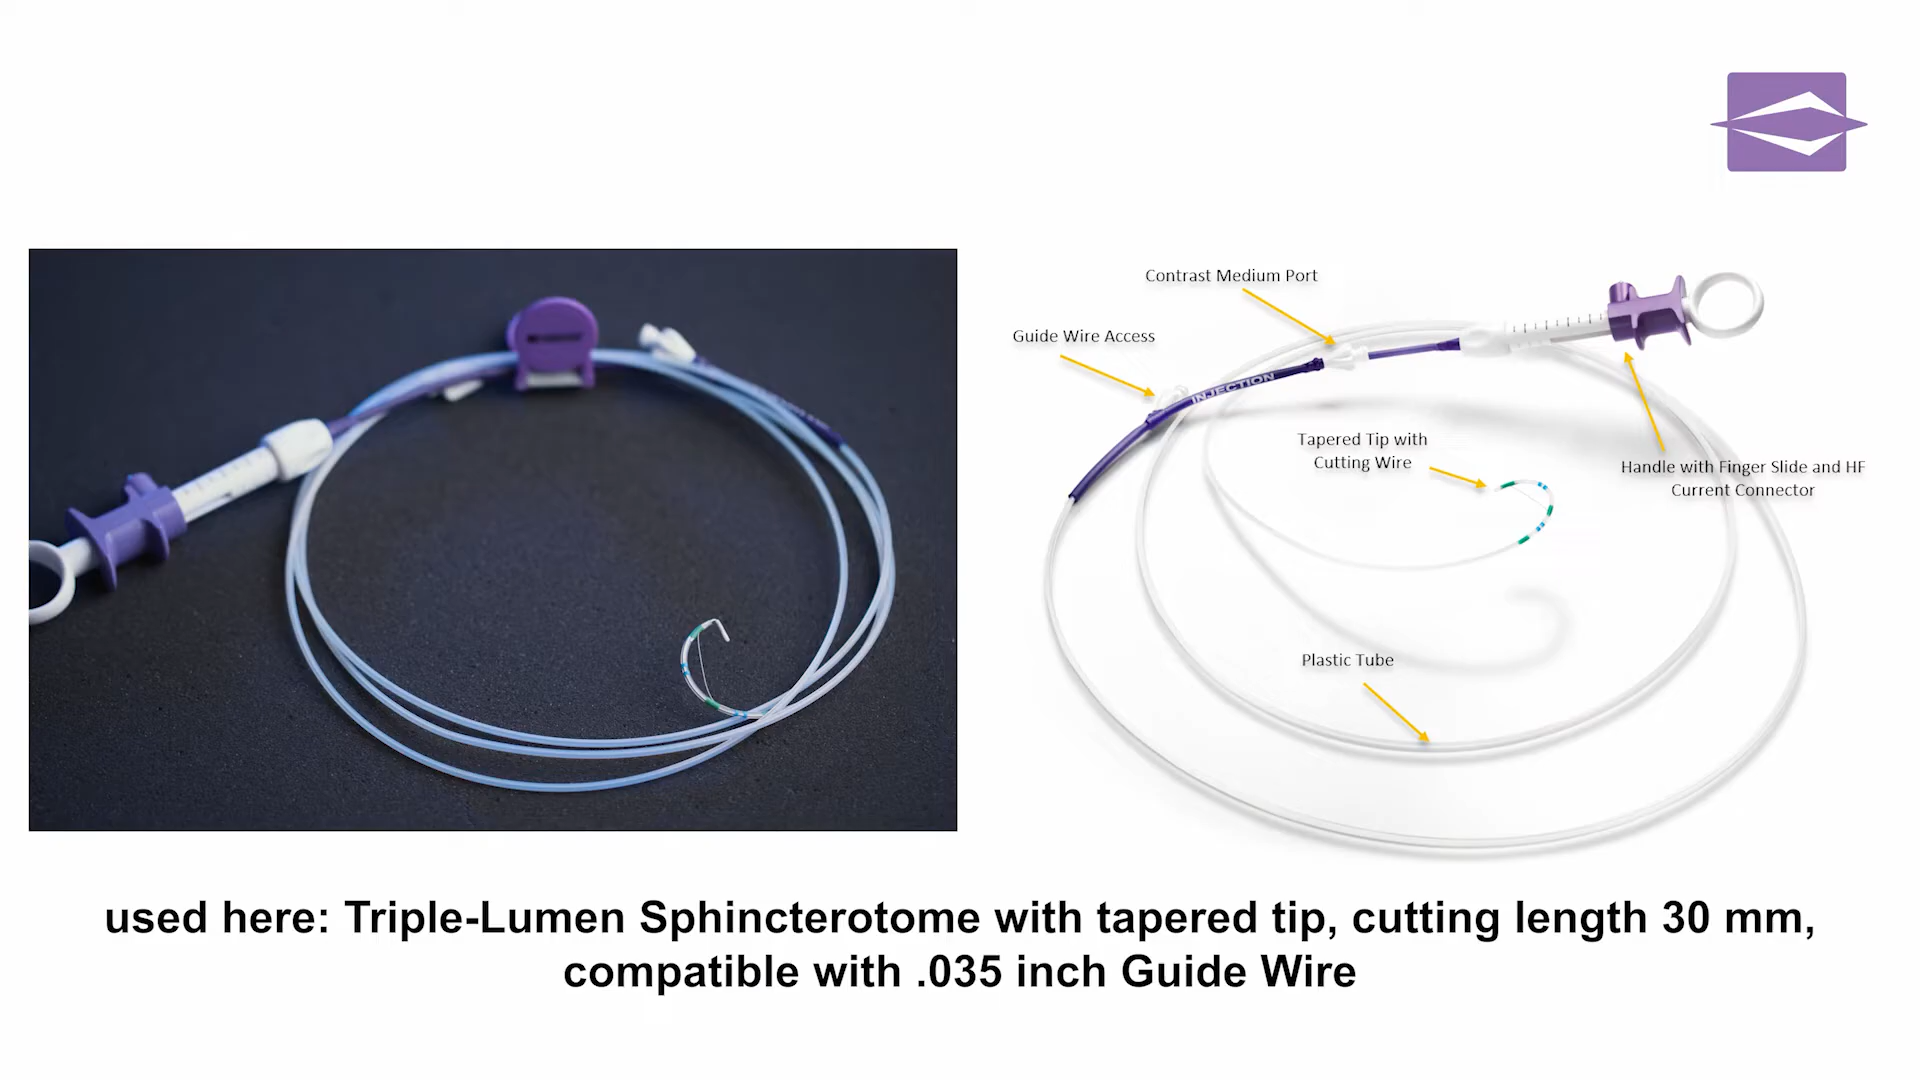 Contrast Medium Port
Guide Wire Access
INJECTION
Tapered Tip with
Cutting Wire
Handle with Finger Slide and HF
Current Connector
Plastic Tube
used here: Triple-Lumen Sphincterotome with tapered tip, cutting length 30 mm,
compatible with .035 inch Guide Wire